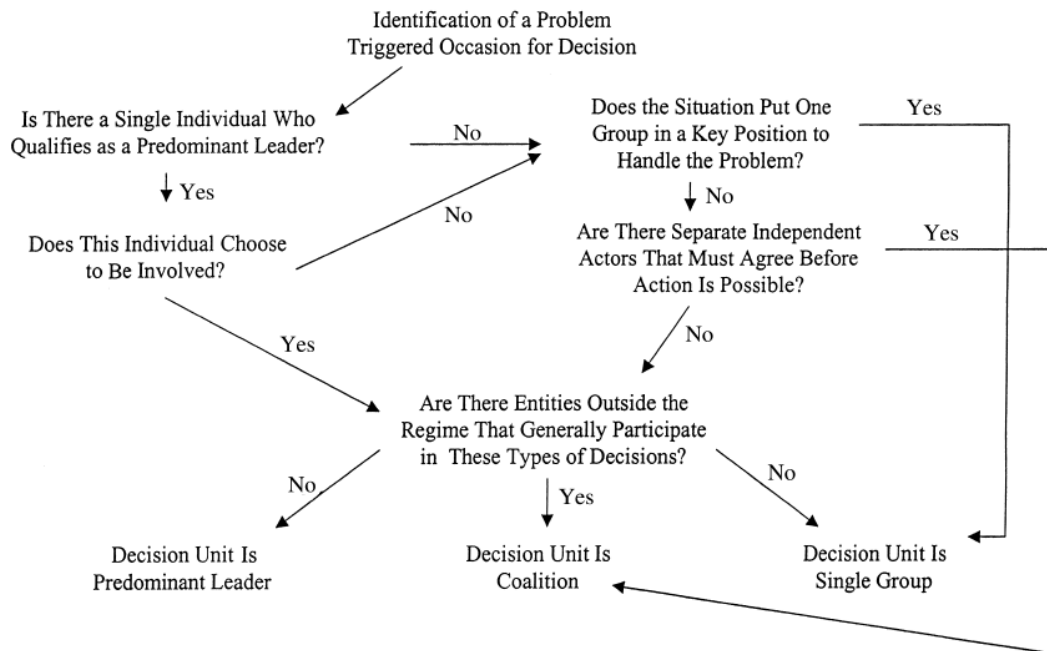 Identification of a Problem
Triggered Occasion for Decision
Is There a Single Individual Who
Qualifies as a Predominant Leader?
No
Does the Situation Put One
Group in a Key Position to
Handle the Problem?
Yes
Yes
No
No
Does This Individual Choose
to Be Involved?
Are There Separate Independent
Actors That Must Agree Before
Action Is Possible?
Yes
Yes
No
Are There Entities Outside the
Regime That Generally Participate
in These Types of Decisions?
No
Yes
No
Decision Unit Is
Predominant Leader
Decision Unit Is
Coalition
Decision Unit Is
Single Group